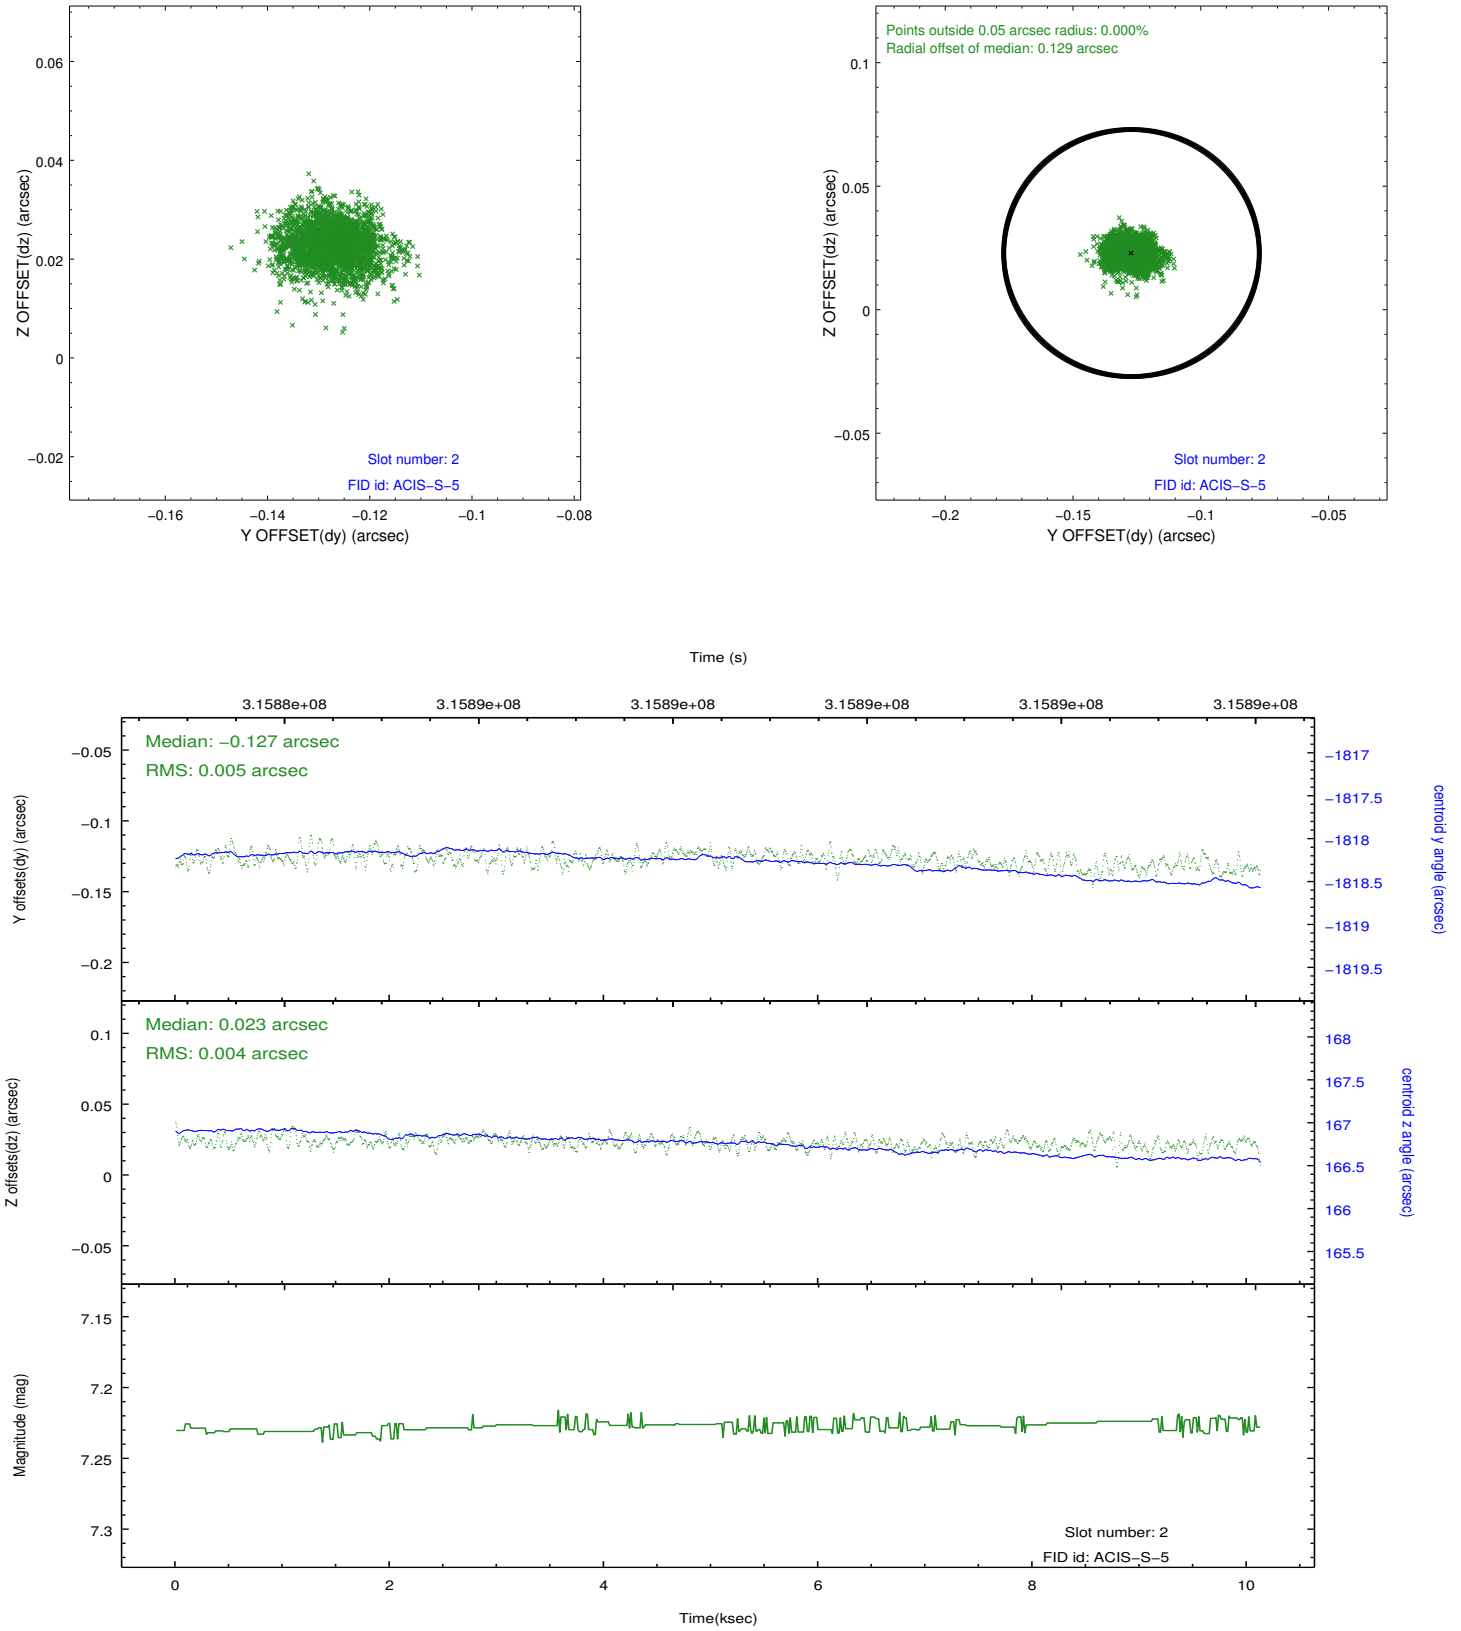 0.06
0.04
0.02
0
−0.02
Z OFFSET(dz) (arcsec)
Slot number: 2
FID id: ACIS−S−5
−0.16
−0.14
−0.12
−0.1
−0.08
Y OFFSET(dy) (arcsec)
Points outside 0.05 arcsec radius: 0.000%
Radial offset of median: 0.129 arcsec
0.1
0.05
0
−0.05
Z OFFSET(dz) (arcsec)
Slot number: 2
FID id: ACIS−S−5
−0.2
−0.15
−0.1
−0.05
Y OFFSET(dy) (arcsec)
Time (s)
3.1588e+08
3.1589e+08
3.1589e+08
3.1589e+08
3.1589e+08
3.1589e+08
Median: −0.127 arcsec
RMS: 0.005 arcsec
−0.05
−0.1
−0.15
−0.2
Y offsets(dy) (arcsec)
−1817
−1817.5
−1818
−1818.5
−1819
−1819.5
centroid y angle (arcsec)
Median: 0.023 arcsec
RMS: 0.004 arcsec
0.1
0.05
0
−0.05
Z offsets(dz) (arcsec)
168
167.5
167
166.5
166
165.5
centroid z angle (arcsec)
7.15
7.2
7.25
7.3
Magnitude (mag)
Slot number: 2
FID id: ACIS−S−5
0
2
4
6
8
10
Time(ksec)